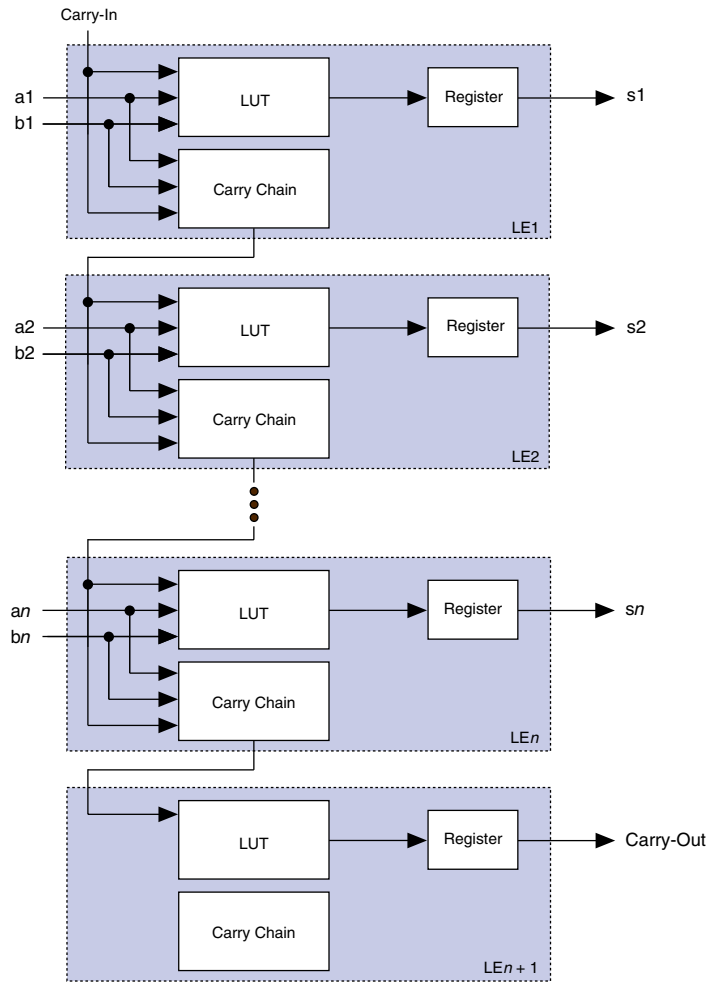 Carry-In
a1
b1
LUT
Register
s1
Carry Chain
LE1
a2
b2
LUT
Register
s2
Carry Chain
LE2
an
bn
LUT
Register
sn
Carry Chain
LEn
LUT
Register
Carry-Out
Carry Chain
LEn + 1